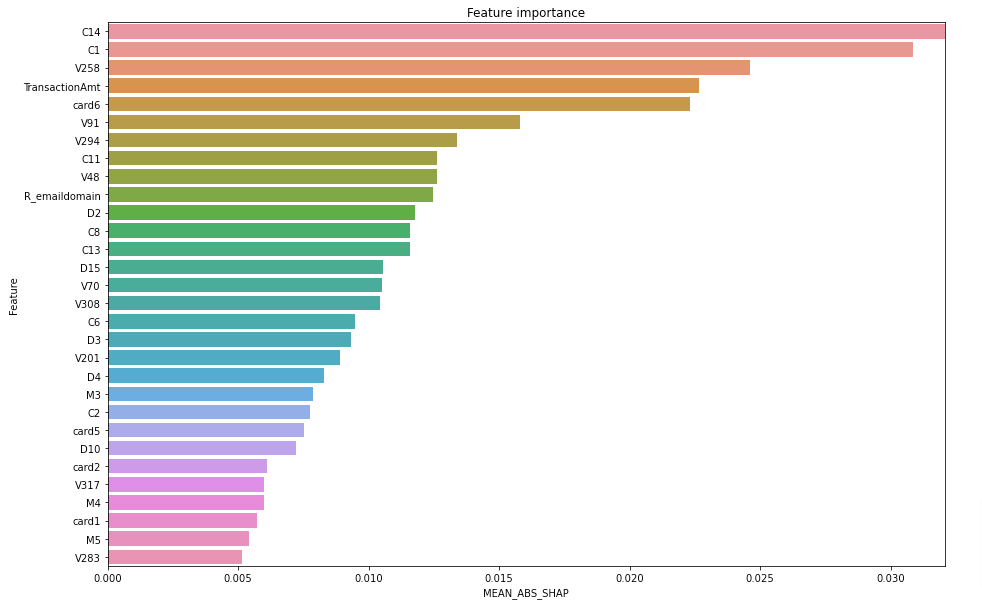 Feature importance
C14
C1
V258
TransactionAmt
card6
V91
V294
C11
V48
R_emaildomain
D2
C8
C13
D15
V70
V308
C6
D3
V201
D4
M3
C2
card5
D10
card2
V317
M4
card1
M5
V283
Feature
0.000 0.005 0.010 0.015 0.020 0.025 0.030
MEAN_ABS_SHAP